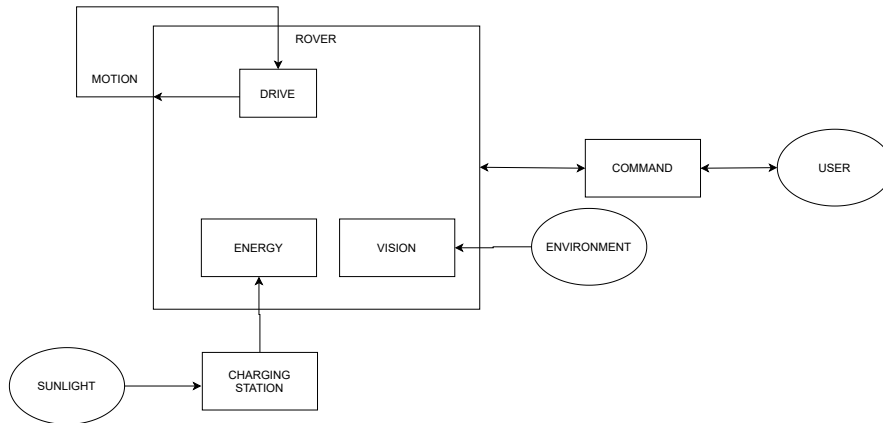 ROVER
MOTION
DRIVE
COMMAND
USER
ENERGY
VISION
ENVIRONMENT
CHARGING
STATION
SUNLIGHT